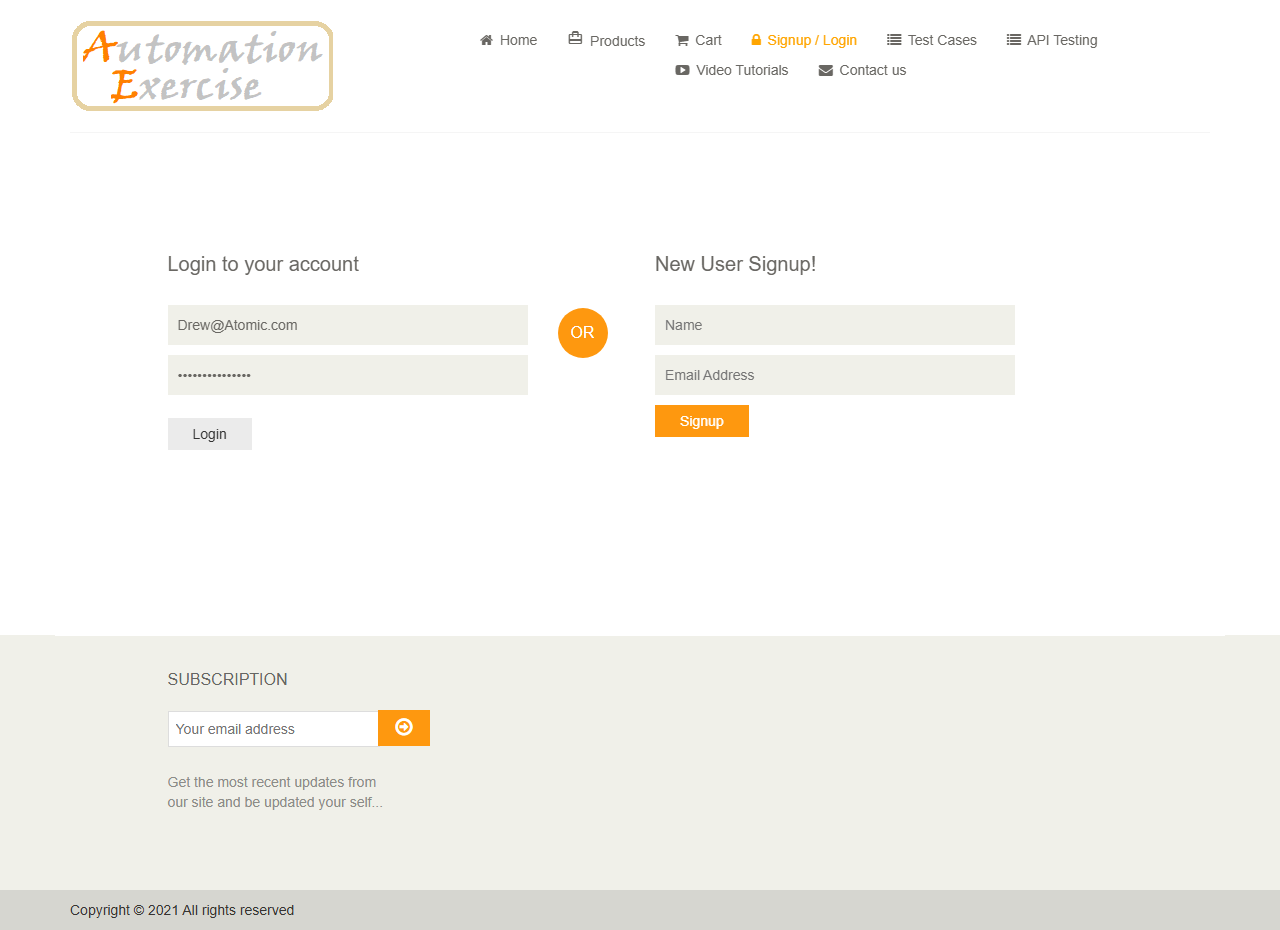 Automation
Exercise
Home Products Cart Signup / Login Test Cases API Testing
Video Tutorials Contact us
Login to your account
Drew@Atomic.com
•••••••••••••••
Login
OR
New User Signup!
Name
Email Address
Signup
SUBSCRIPTION
Your email address
Get the most recent updates from
our site and be updated your self...
Copyright © 2021 All rights reserved